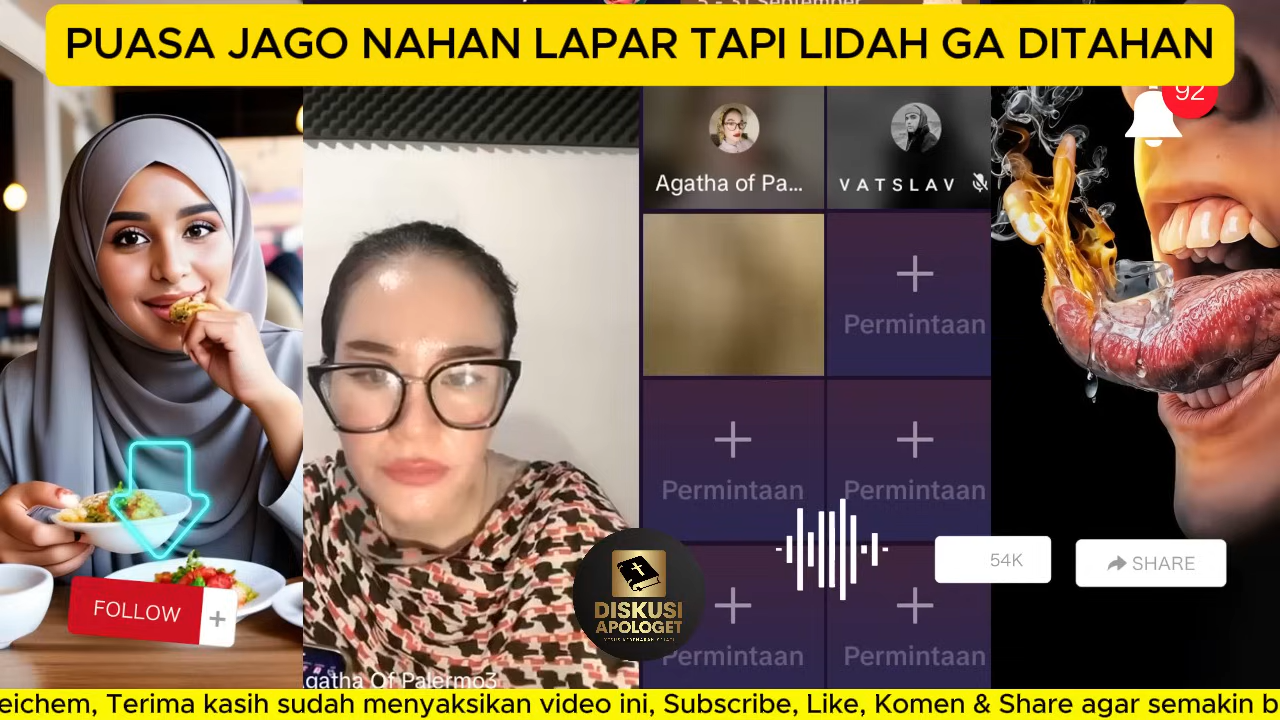 PUASA JAGO NAHAN LAPAR TAPI LIDAH GA DITAHAN
92
Agatha of Pa...
VATSLAV
Permintaan
Permintaan
Permintaan
Permintaan
Permintaan
54K
SHARE
FOLLOW
DISKUSI
APOLOGET
gatha Of Palermo3
eichem, Terima kasih sudah menyaksikan video ini, Subscribe, Like, Komen & Share agar semakin b